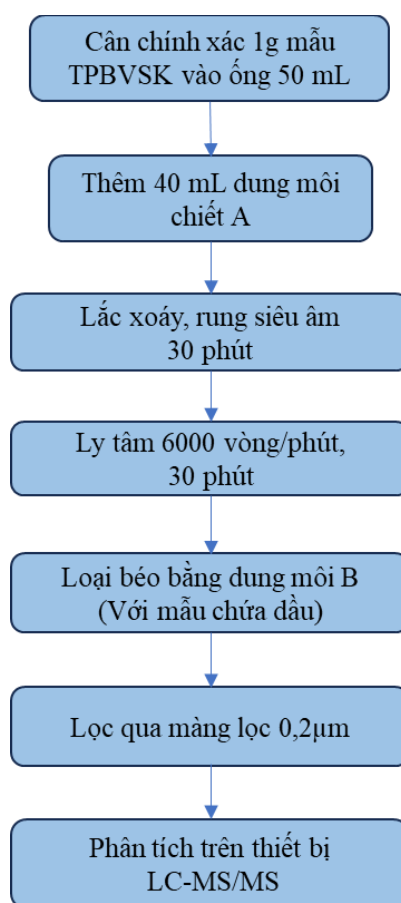 Cân chính xác 1g mẫu
TPBVSK vào ống 50 mL
Thêm 40 mL dung môi
chiết A
Lắc xoáy, rung siêu âm
30 phút
Ly tâm 6000 vòng/phút,
30 phút
Loại béo bằng dung môi B
(Với mẫu chứa dầu)
Lọc qua màng lọc 0,2µm
Phân tích trên thiết bị
LC-MS/MS